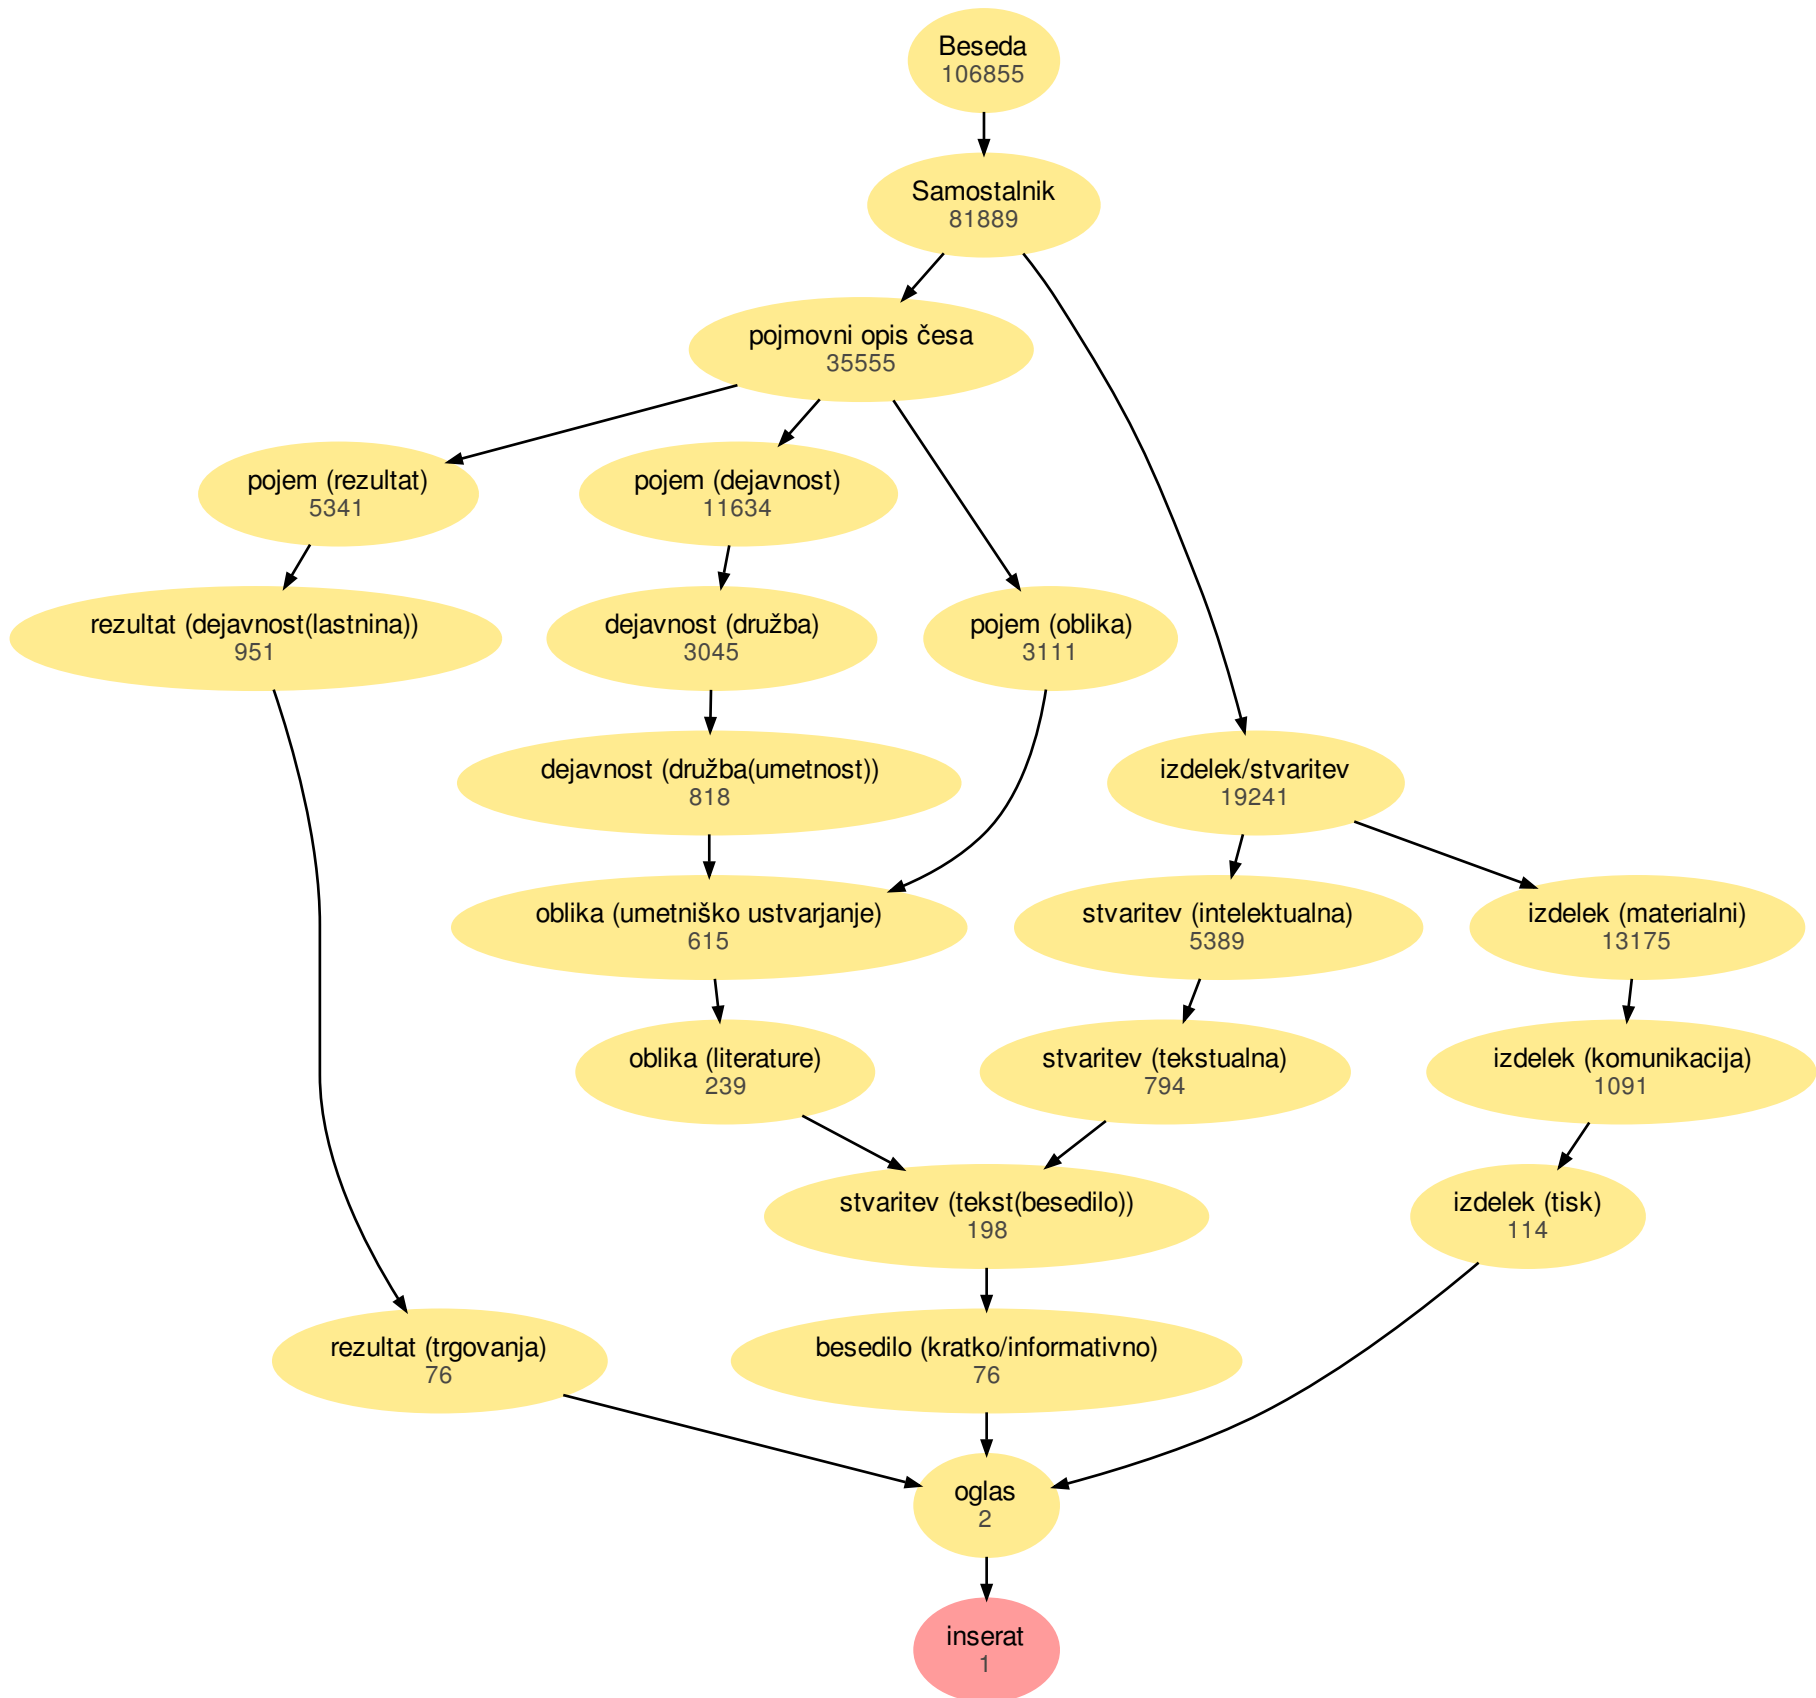 Beseda
106855
Samostalnik
81889
pojmovni opis česa
35555
pojem (rezultat)
5341
pojem (dejavnost)
11634
rezultat (dejavnost(lastnina))
951
dejavnost (družba)
3045
pojem (oblika)
3111
dejavnost (družba(umetnost))
818
izdelek/stvaritev
19241
oblika (umetniško ustvarjanje)
615
stvaritev (intelektualna)
5389
izdelek (materialni)
13175
oblika (literature)
239
stvaritev (tekstualna)
794
izdelek (komunikacija)
1091
stvaritev (tekst(besedilo))
198
izdelek (tisk)
114
rezultat (trgovanja)
76
besedilo (kratko/informativno)
76
oglas
2
inserat
1